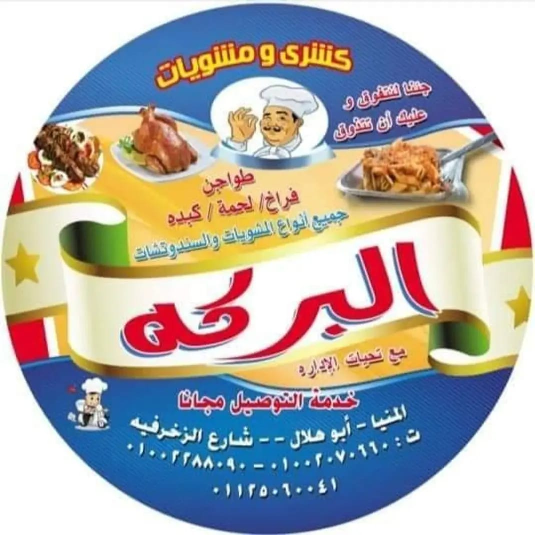 كشرى و مشويات
جئنا لنتفوق و
عليك أن تتذوق
طواجن
فراخ/ لحمة / كبده
جميع أنواع المشويات والسندوتشات
البركه
مع تحيات الإداره
خدمة التوصيل مجانا
المنيا - أبو هلال -- شارع الزخرفيه
ت : ٠١٠٠٢٠٧٠٦٦٠ - ٠١٠٠٢٢٨٨٠٩٠
٠١١٢٥٠٦٠٠٤١